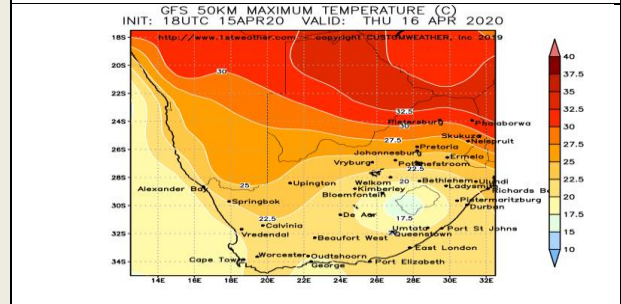 GFS 50KM MAXIMUM TEMPERATURE (C)
INIT: 18UTC 15APR20 VALID: THU 16 APR 2020
http://www.1stweather.com -- copyright CUSTOMWEATHER, Inc 2019
18S
20S
22S
24S
26S
28S
30S
32S
34S
30
32.5
30
27.5
22.5
20
25
22.5
17.5
Pietersburg
Phalaborwa
Skukuza
Nelspruit
Pretoria
Johannesburg
Ermelo
Vryburg
Potchefstroom
Alexander Bay
Upington
Welkom
Bethlehem
Ulundi
Kimberley
Ladysmith
Bloemfontein
Richards B
Springbok
Pietermaritzburg
Durban
De Aar
Calvinia
Umtata
Port St Johns
Vredendal
Queenstown
Beaufort West
East London
Worcester
Oudtshoorn
Cape Town
George
Port Elizabeth
14E 16E 18E 20E 22E 24E 26E 28E 30E 32E
40
37.5
35
32.5
30
27.5
25
22.5
20
17.5
15
10